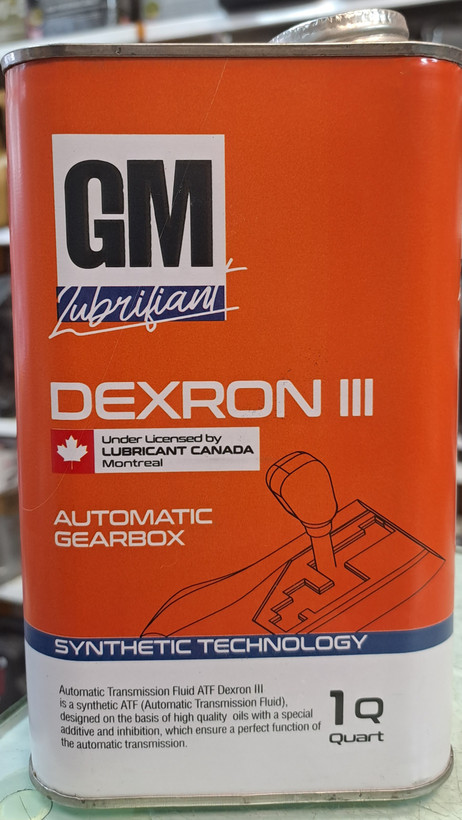 GM
Lubrifiant
DEXRON III
Under Licensed by
LUBRICANT CANADA
Montreal
AUTOMATIC
GEARBOX
SYNTHETIC TECHNOLOGY
Automatic Transmission Fluid ATF Dexron III
is a synthetic ATF (Automatic Transmission Fluid),
designed on the basis of high quality oils with a special
additive and inhibition, which ensure a perfect function of
the automatic transmission.
1Q
Quart